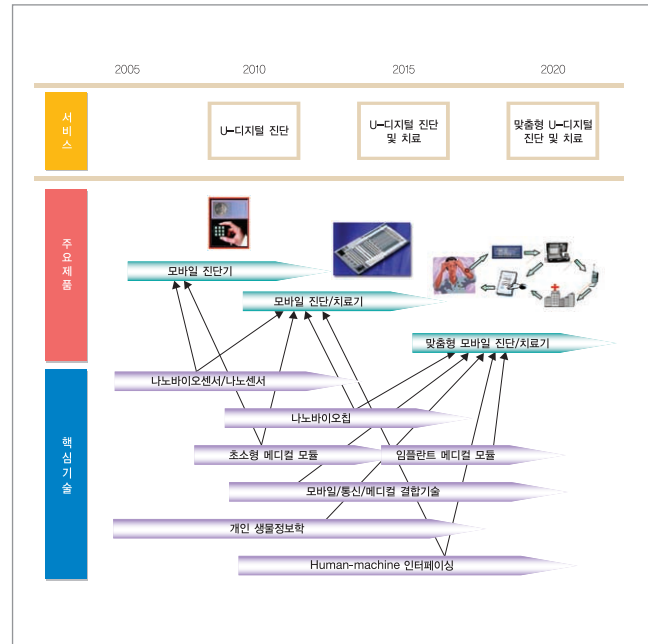 2005
2010
2015
2020
서비스
U-디지털 진단
U-디지털 진단
및 치료
맞춤형 U-디지털
진단 및 치료
주요제품
모바일 진단기
모바일 진단/치료기
맞춤형 모바일 진단/치료기
핵심기술
나노바이오센서/나노센서
나노바이오칩
초소형 메디컬 모듈
임플란트 메디컬 모듈
모바일/통신/메디컬 결합기술
개인 생물정보학
Human-machine 인터페이싱